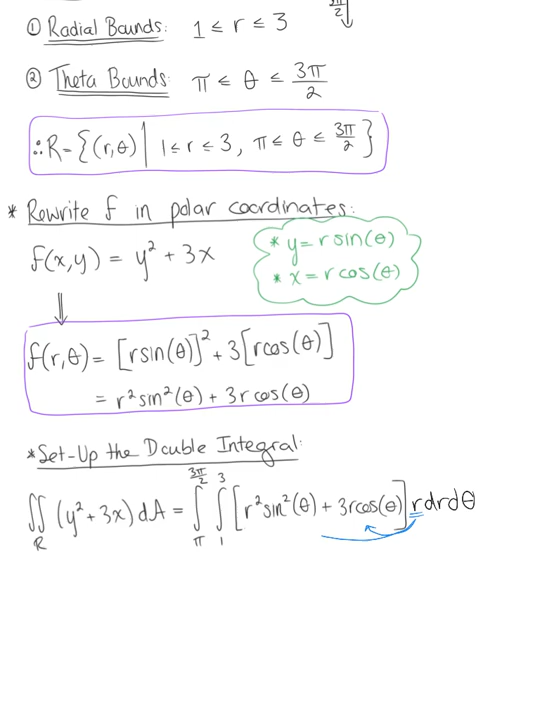 3π/2
① Radial Bounds: 1 ≤ r ≤ 3
② Theta Bounds: π ≤ θ ≤ 3π/2
∴ R = {(r,θ) | 1 ≤ r ≤ 3, π ≤ θ ≤ 3π/2}
* Rewrite f in polar coordinates:
f(x,y) = y² + 3x
* y = r sin(θ)
* x = r cos(θ)
⇓
f(r,θ) = [r sin(θ)]² + 3[r cos(θ)]
= r² sin²(θ) + 3r cos(θ)
* Set-Up the Double Integral:
∬_R (y² + 3x) dA = ∫_π^{3π/2} ∫_1^3 [r² sin²(θ) + 3r cos(θ)] r dr dθ